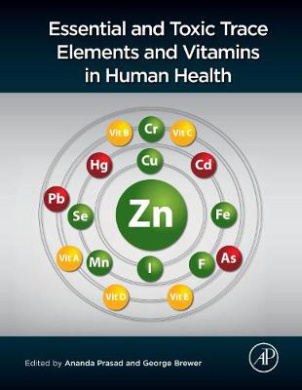 Essential and Toxic Trace
Elements and Vitamins
in Human Health
Vit B
Cr
Vit C
Hg
Cu
Cd
Pb
Se
Zn
Fe
Vit A
Mn
I
F
As
Vit D
Vit E
Edited by Ananda Prasad and George Brewer
AP